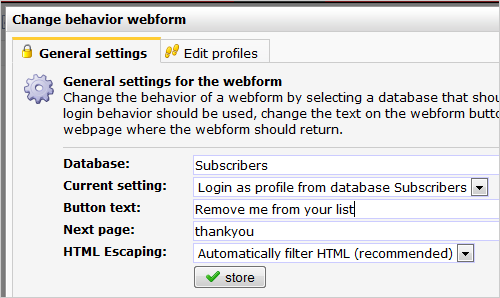 Change behavior webform
General settings
Edit profiles
General settings for the webform
Change the behavior of a webform by selecting a database that
login behavior should be used, change the text on the webform
webpage where the webform should return.
Database:
Subscribers
Current setting:
Login as profile from database Subscribers
Button text:
Remove me from your list
Next page:
thankyou
HTML Escaping:
Automatically filter HTML (recommended)
store